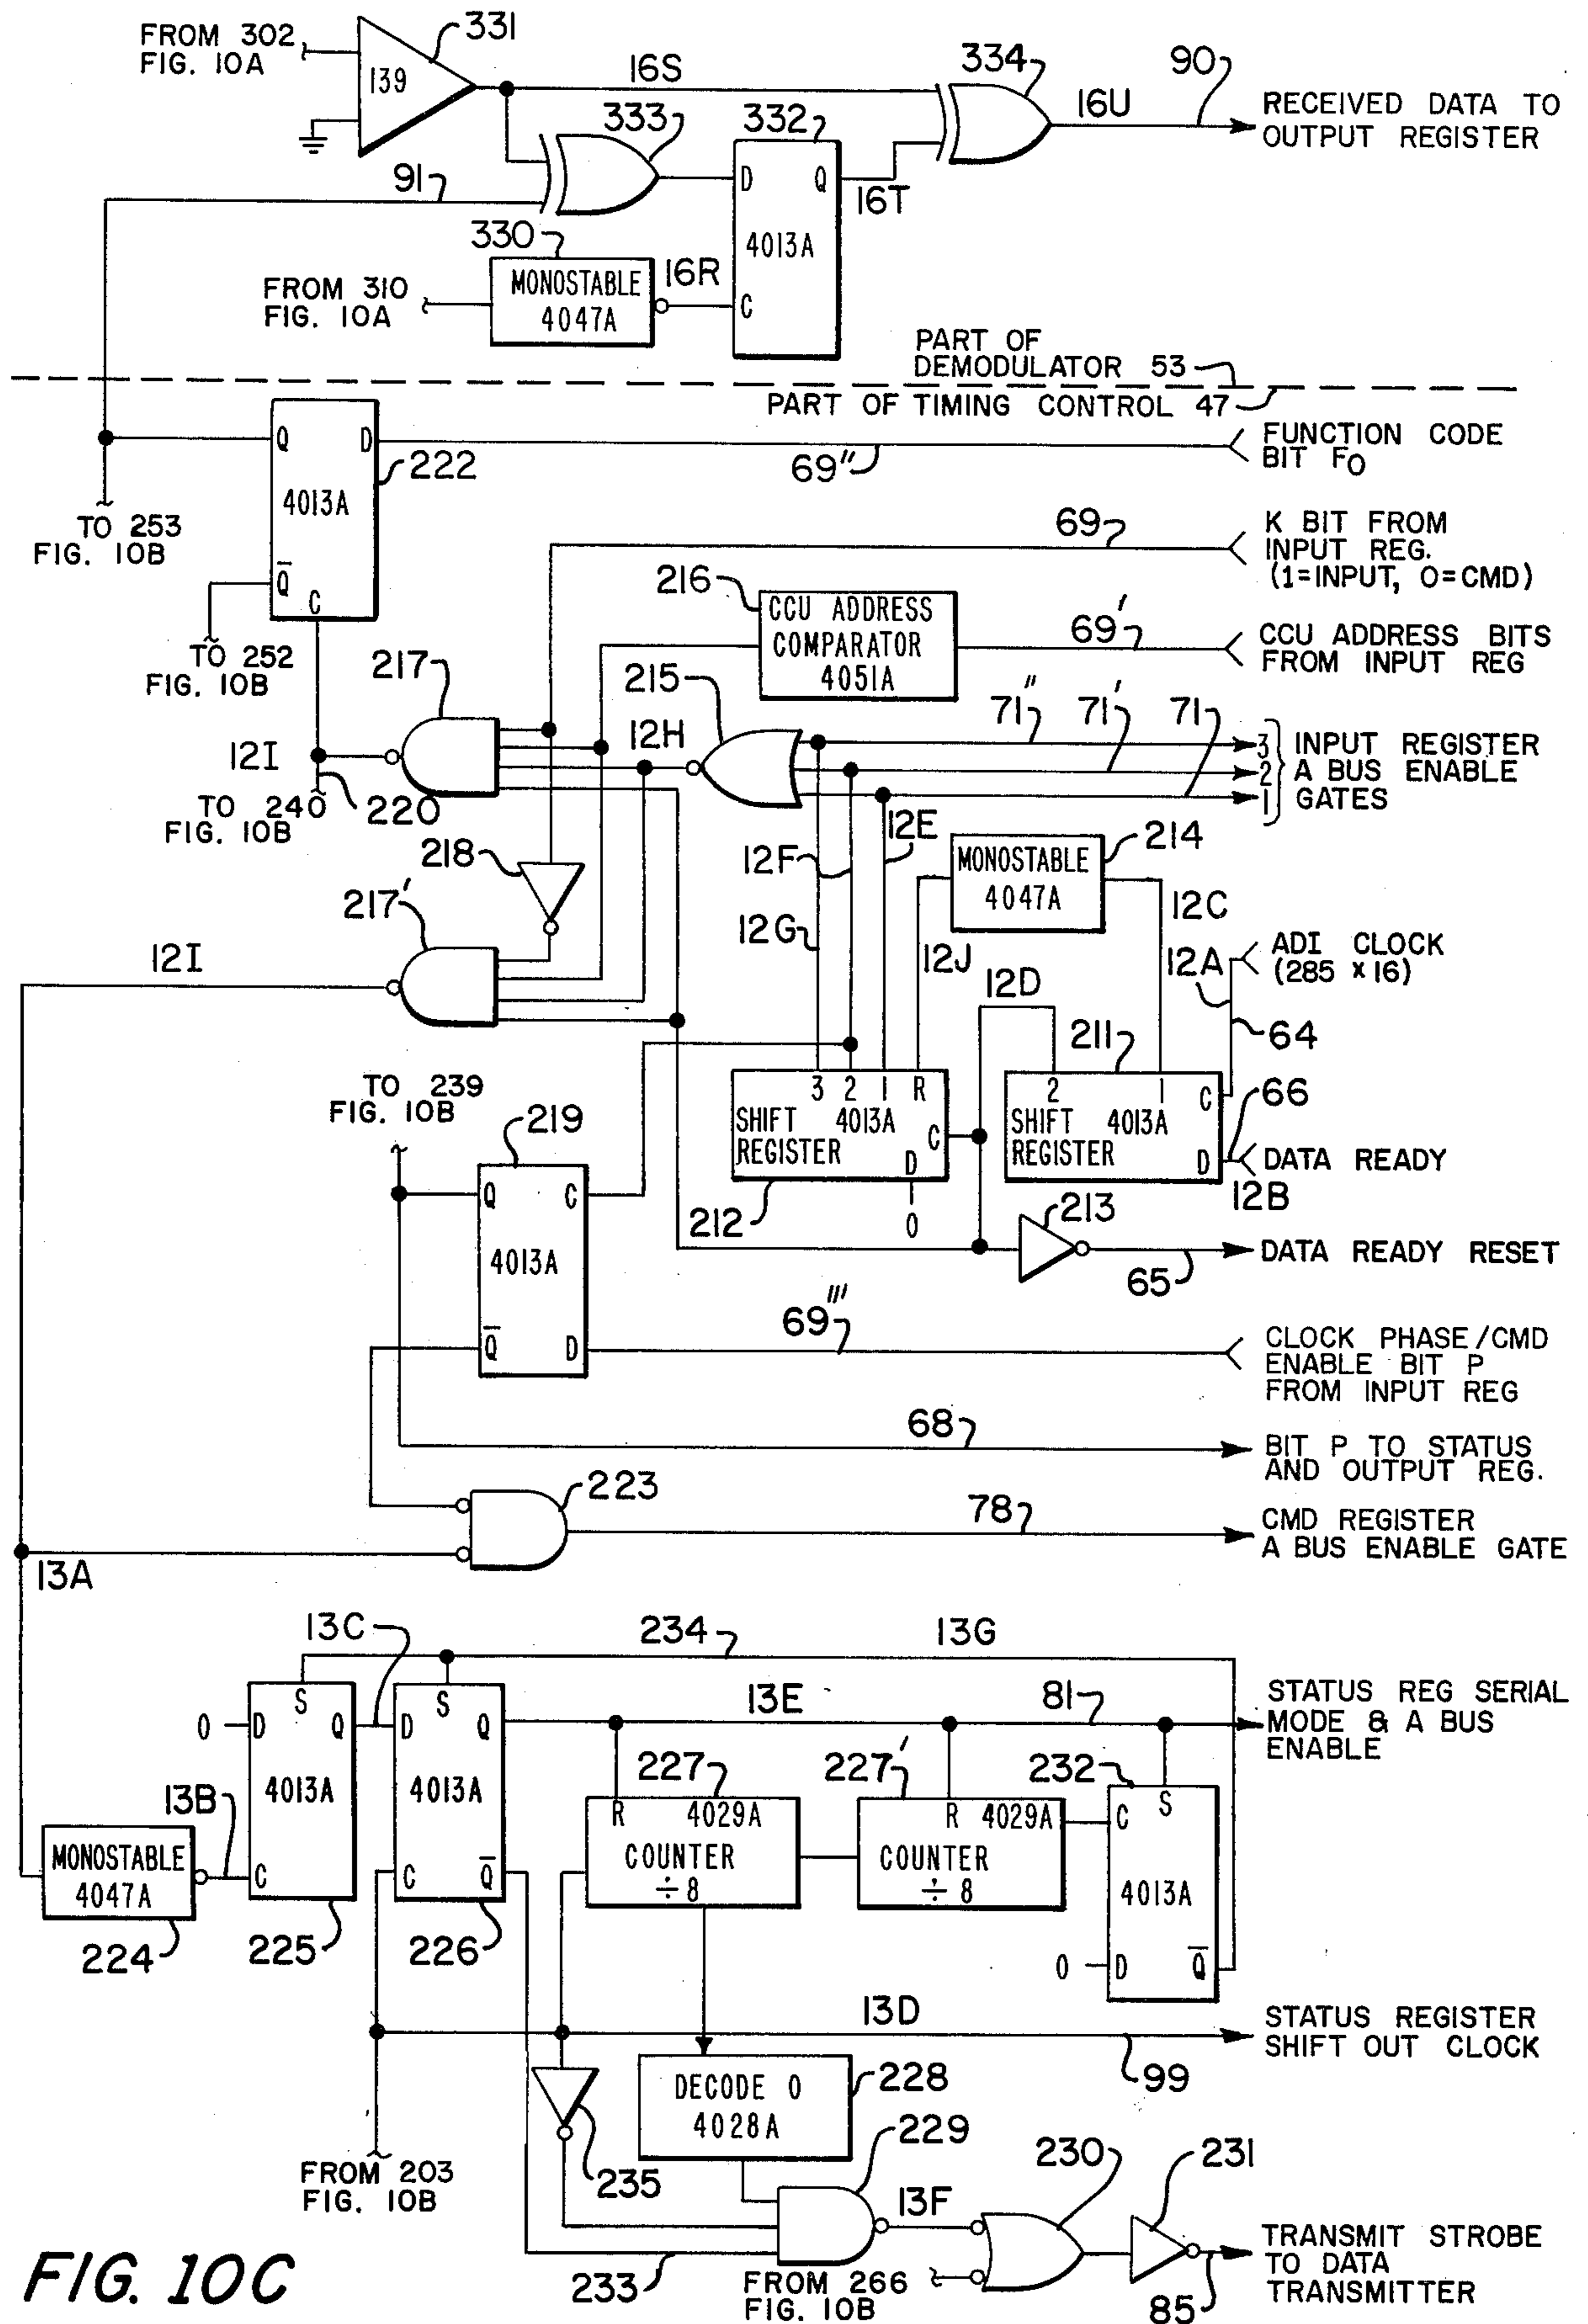 FROM 302
FIG. 10A
331
139
16S
334
16U
90
RECEIVED DATA TO
OUTPUT REGISTER
333
332
91
D Q
16T
4013A
330
MONOSTABLE
4047A
16R
C
FROM 310
FIG. 10A
PART OF
DEMODULATOR 53
PART OF TIMING CONTROL 47
Q D
4013A
222
Q̅
C
69"
FUNCTION CODE
BIT F0
TO 253
FIG. 10B
TO 252
FIG. 10B
69
K BIT FROM
INPUT REG.
(1=INPUT, 0=CMD)
216
CCU ADDRESS
COMPARATOR
4051A
69'
CCU ADDRESS BITS
FROM INPUT REG
217
215
71" 71' 71
12H
12I
TO 240
FIG. 10B
220
3
2
1
INPUT REGISTER
A BUS ENABLE
GATES
218
12F
12E
MONOSTABLE
4047A
214
217'
12G
12J
12C
12I
12A
ADI CLOCK
(285 x 16)
12D
211
64
TO 239
FIG. 10B
219
3 2 1 R
SHIFT 4013A
REGISTER
C
D
0
212
2 1
SHIFT 4013A
REGISTER
C
D
66
DATA READY
12B
213
Q C
4013A
Q̅ D
65
DATA READY RESET
69'''
CLOCK PHASE/CMD
ENABLE BIT P
FROM INPUT REG
68
BIT P TO STATUS
AND OUTPUT REG.
223
78
CMD REGISTER
A BUS ENABLE GATE
13A
13C
234
13G
S
0 D Q
4013A
C
225
S
D Q
4013A
C Q̅
226
13E
81
STATUS REG SERIAL
MODE & A BUS
ENABLE
13B
MONOSTABLE
4047A
224
227
R 4029A
COUNTER
÷ 8
227'
R 4029A
COUNTER
÷ 8
232
C S
4013A
0 D Q̅
13D
STATUS REGISTER
SHIFT OUT CLOCK
99
DECODE 0
4028A
228
235
229
FROM 203
FIG. 10B
13F
230
231
233
FROM 266
FIG. 10B
85
TRANSMIT STROBE
TO DATA
TRANSMITTER
FIG. 10C